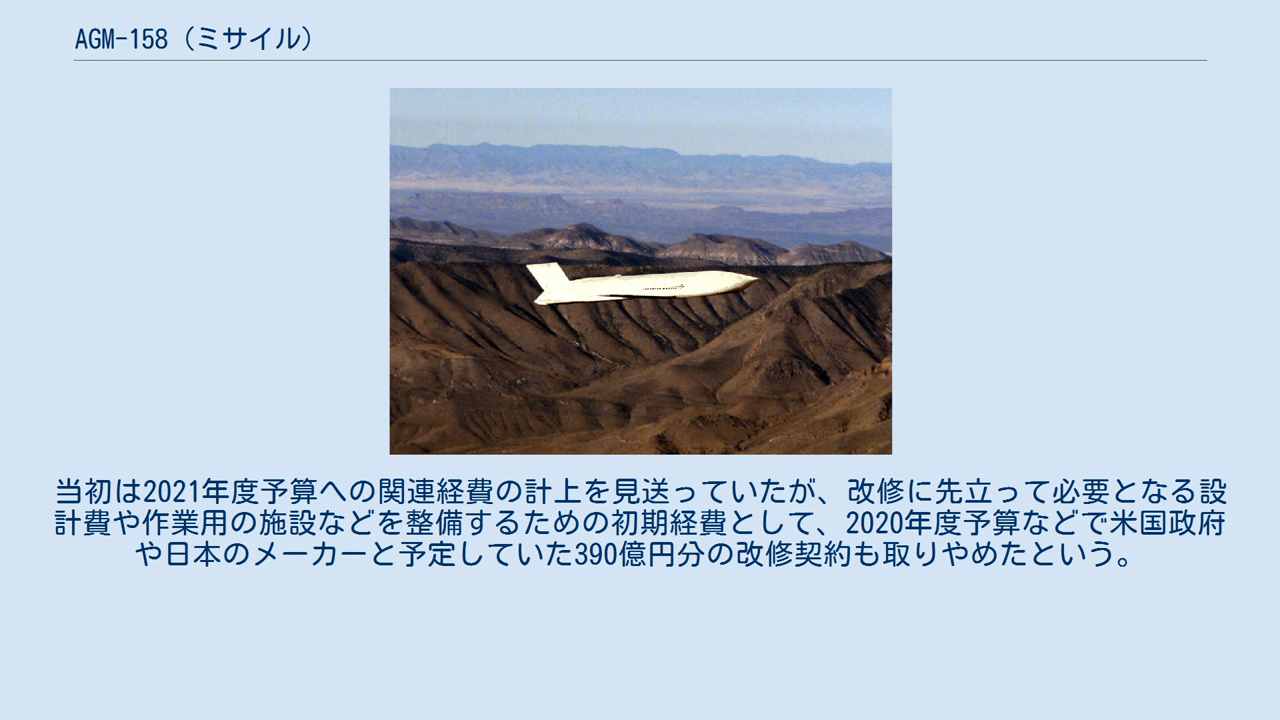 AGM-158（ミサイル）
当初は2021年度予算への関連経費の計上を見送っていたが、改修に先立って必要となる設
計費や作業用の施設などを整備するための初期経費として、2020年度予算などで米国政府
や日本のメーカーと予定していた390億円分の改修契約も取りやめたという。